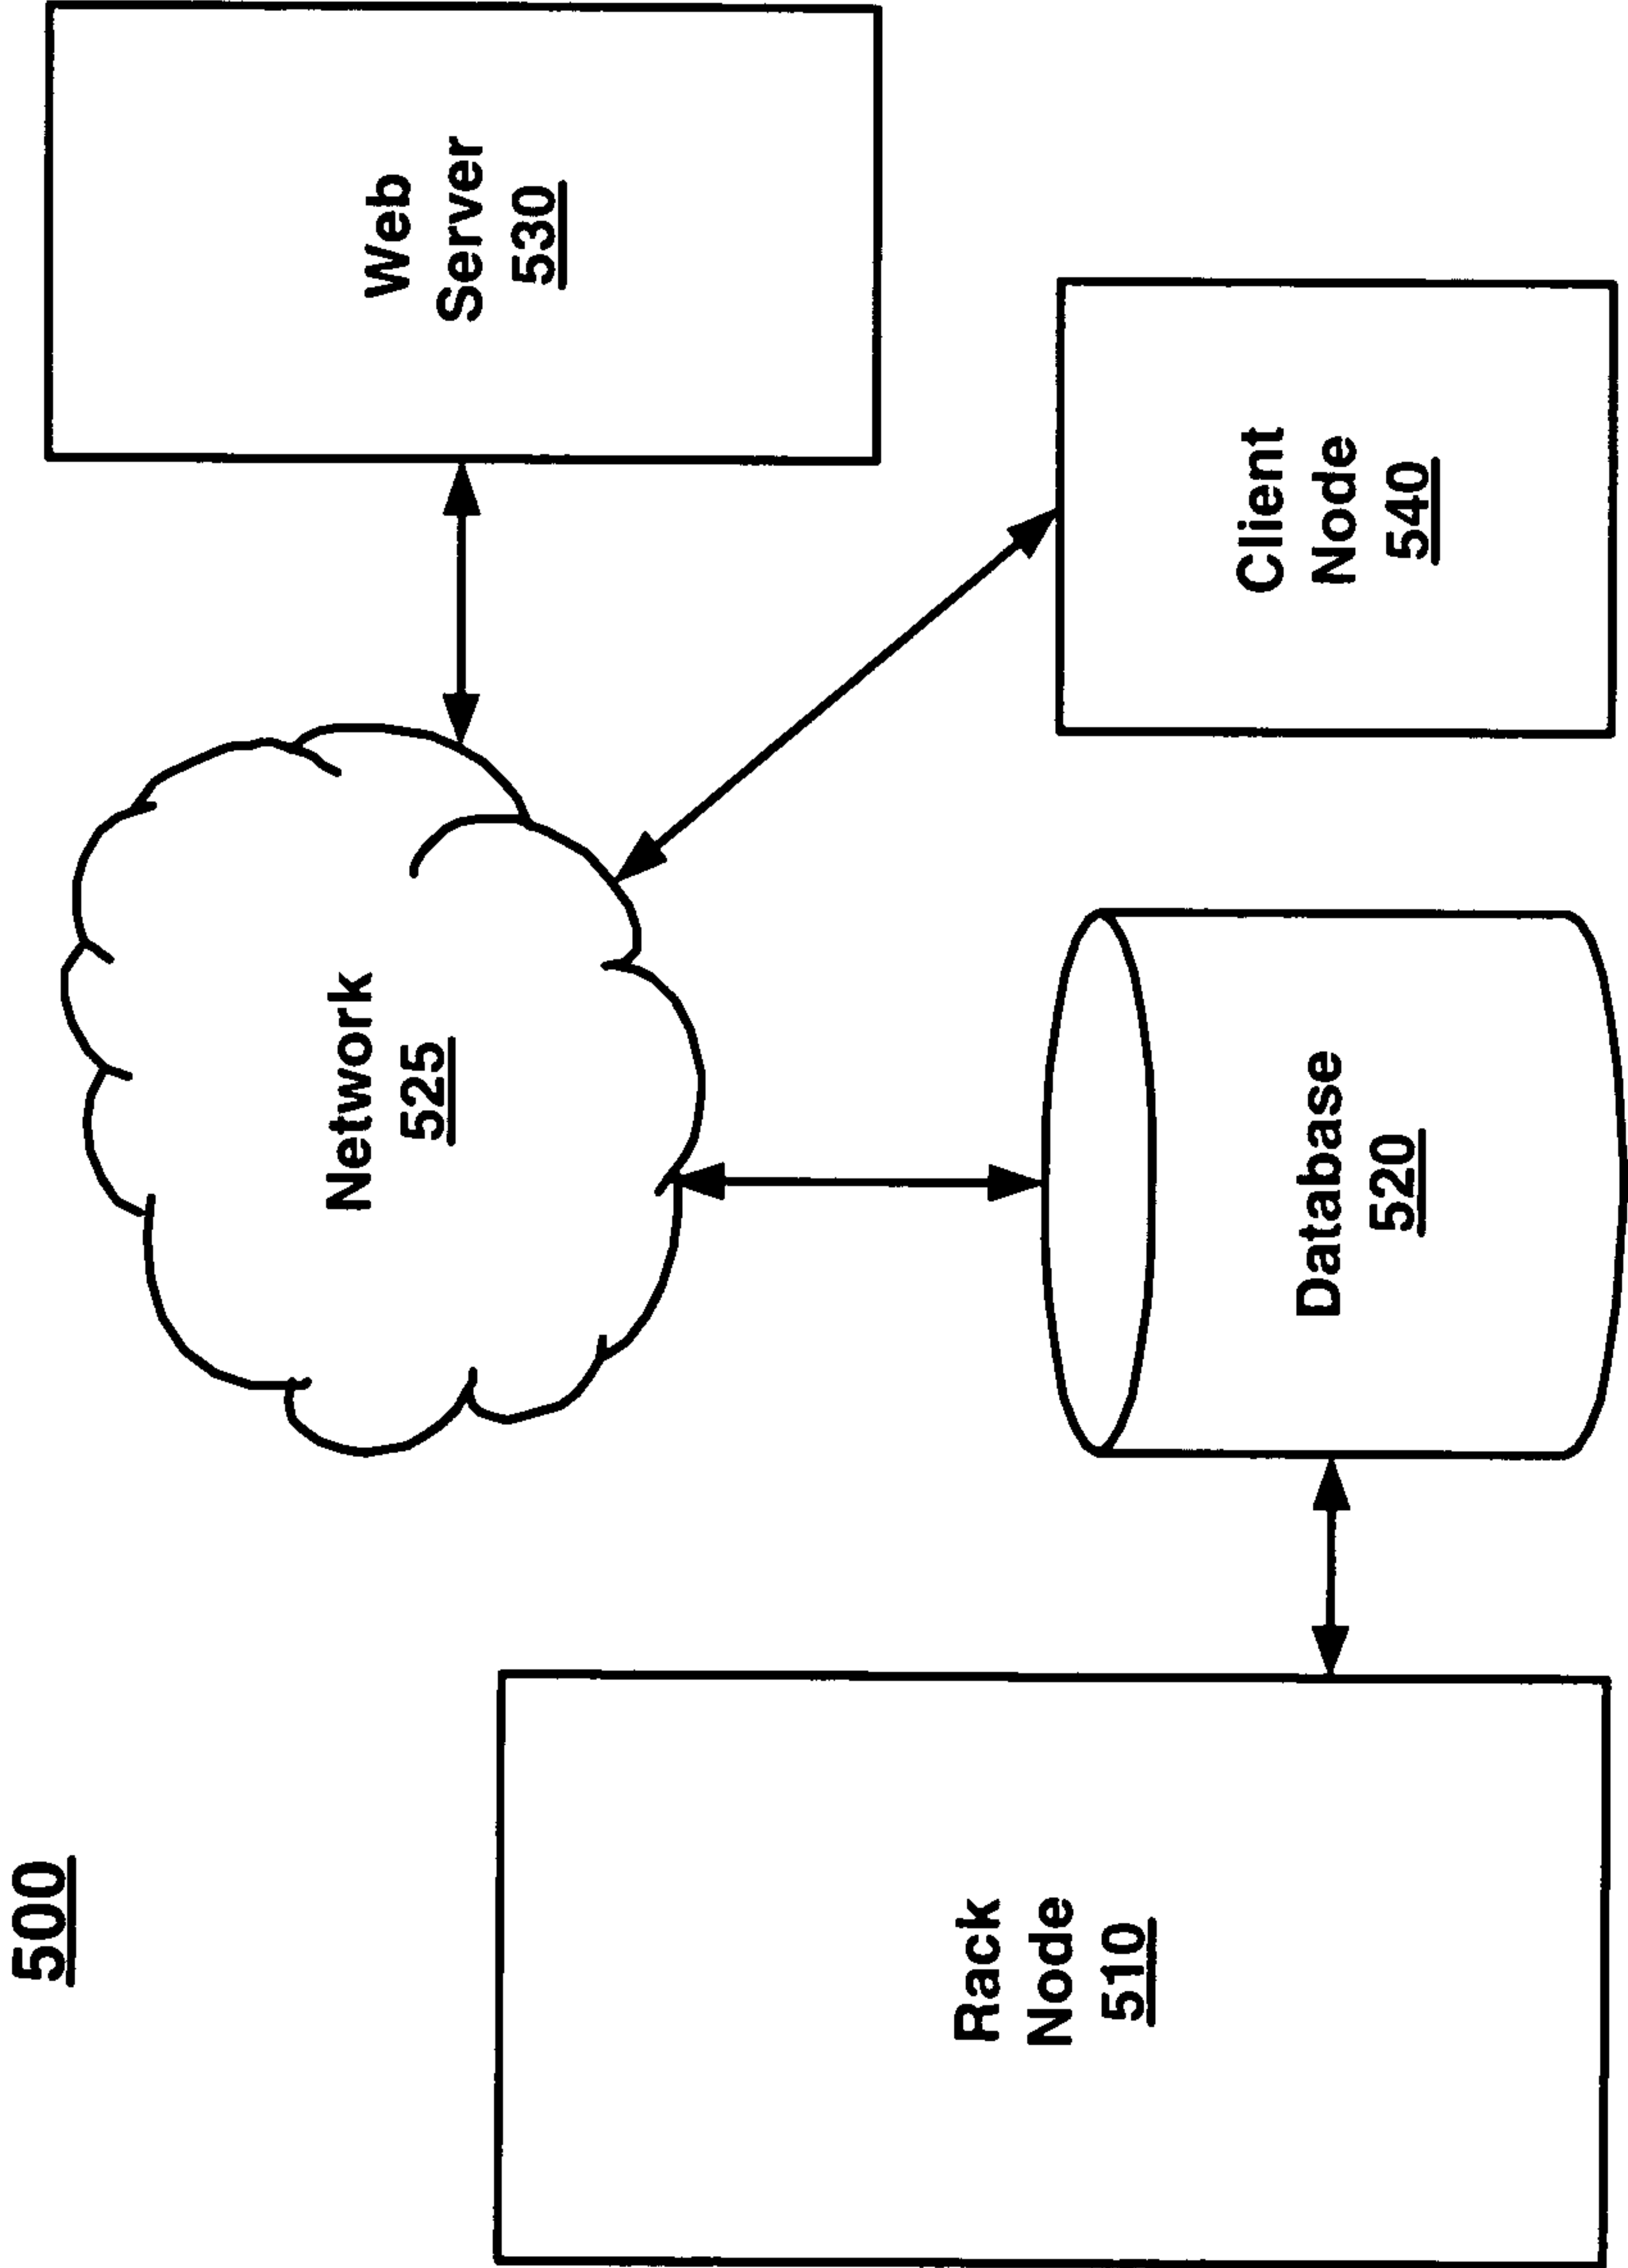 500
Rack
Node
510
Network
525
Database
520
Web
Server
530
Client
Node
540